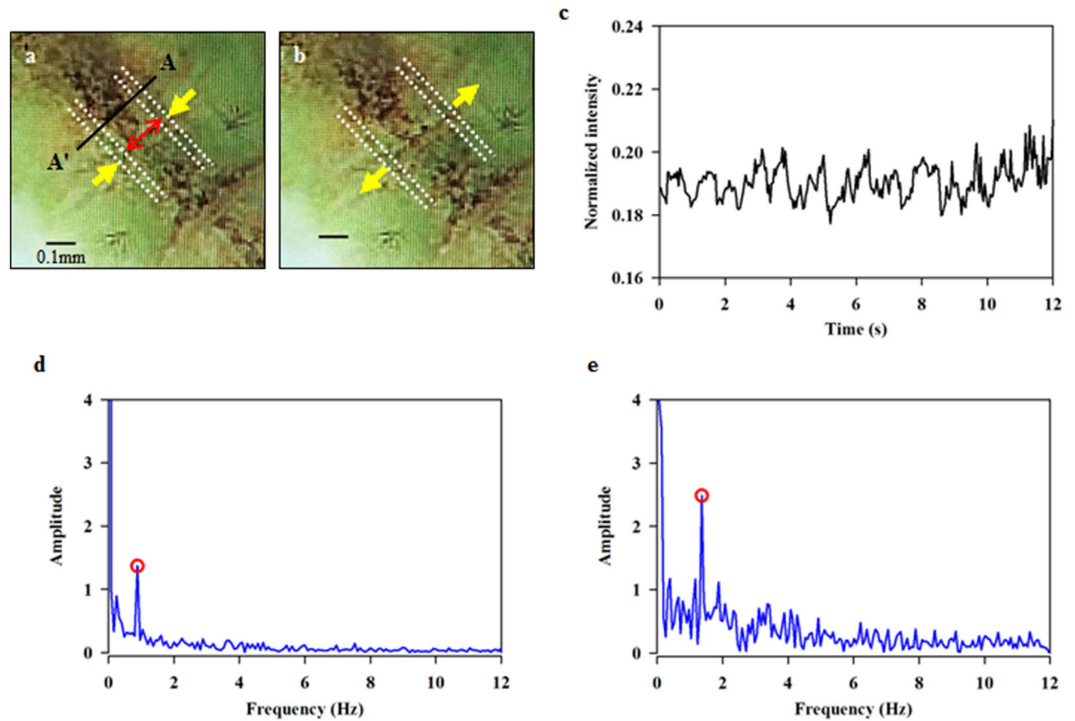 a
A
A'
0.1mm
b
c
Normalized intensity
0.24
0.22
0.20
0.18
0.16
0 2 4 6 8 10 12
Time (s)
d
Amplitude
4
3
2
1
0
0 2 4 6 8 10 12
Frequency (Hz)
e
Amplitude
4
3
2
1
0
0 2 4 6 8 10 12
Frequency (Hz)